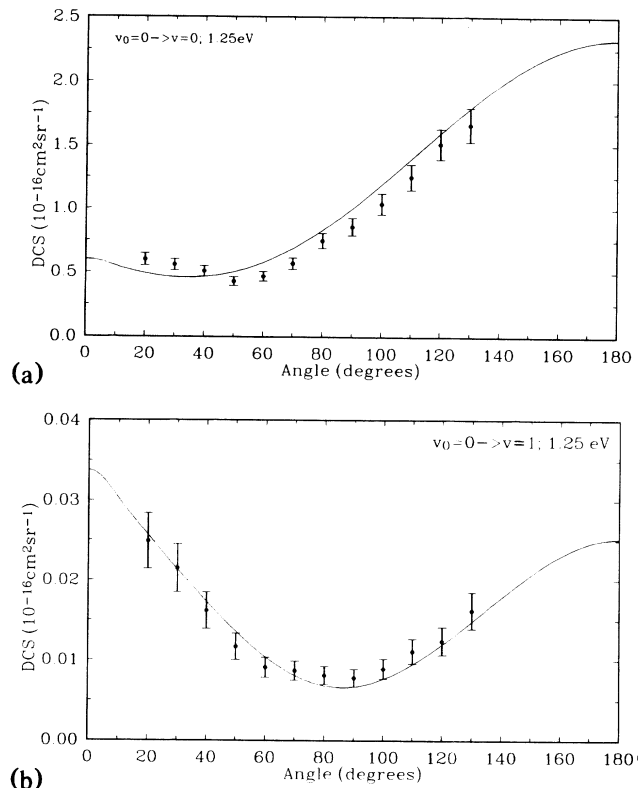 v₀=0->v=0; 1.25eV
DCS (10⁻¹⁶cm²sr⁻¹)
2.5
2.0
1.5
1.0
0.5
0.0
0 20 40 60 80 100 120 140 160 180
Angle (degrees)
(a)
v₀=0->v=1; 1.25 eV
DCS (10⁻¹⁶cm²sr⁻¹)
0.04
0.03
0.02
0.01
0.00
0 20 40 60 80 100 120 140 160 180
Angle (degrees)
(b)